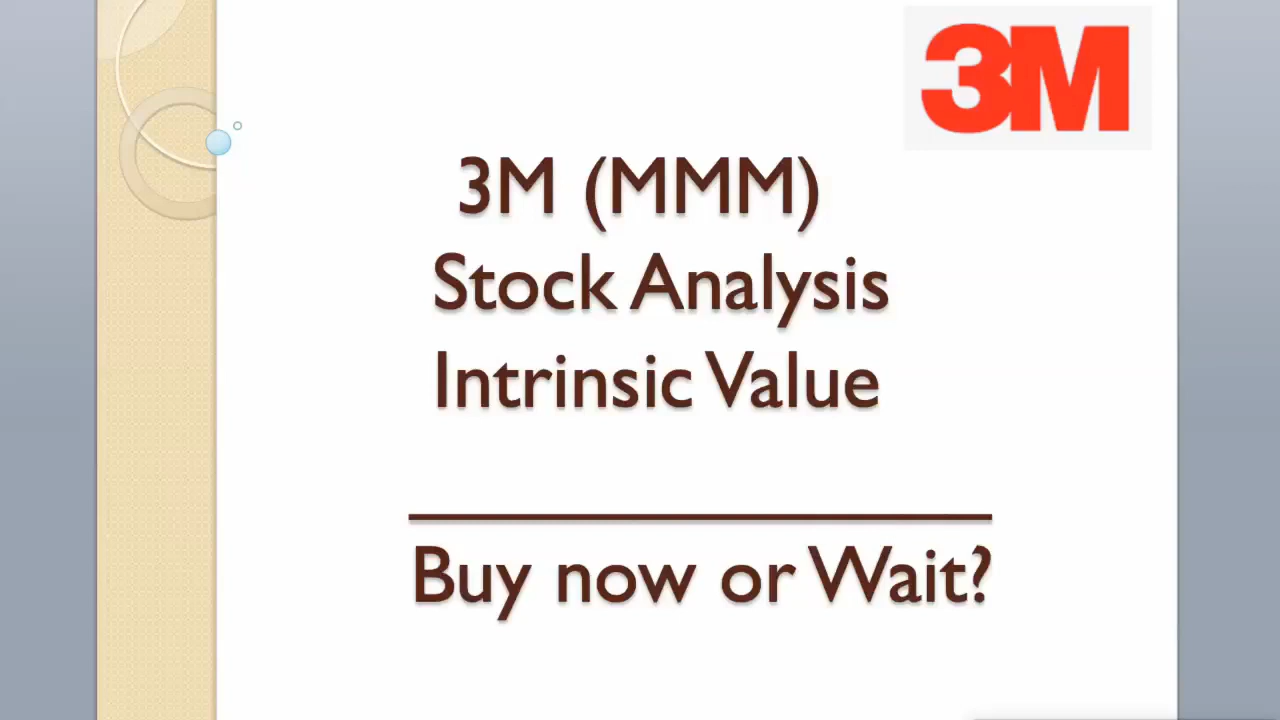 3M
3M (MMM)
Stock Analysis
Intrinsic Value
Buy now or Wait?